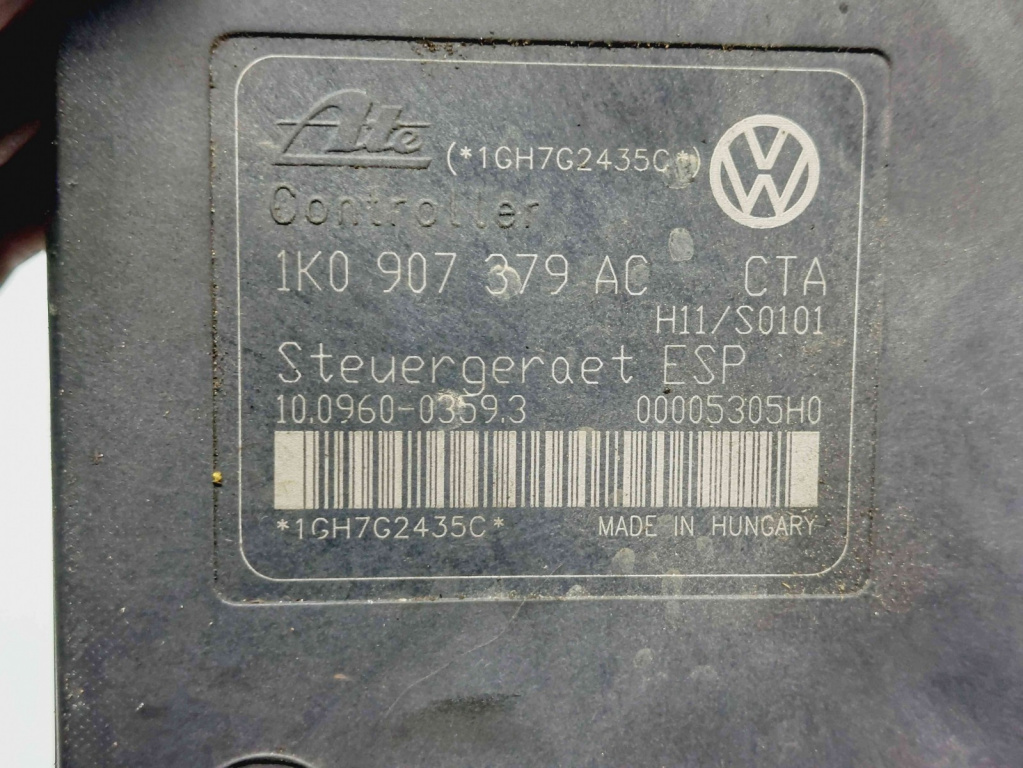 Ate (*1GH7G2435C*)
Controller
1K0 907 379 AC CTA
H11/S0101
Steuergeraet ESP
10.0960-0359.3 00005305H0
*1GH7G2435C* MADE IN HUNGARY